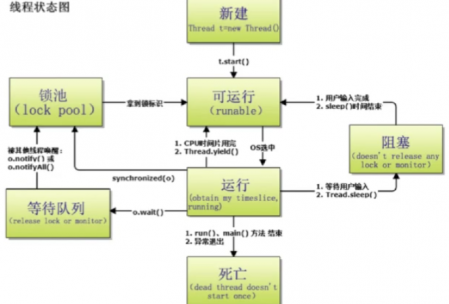 线程状态图
新建
Thread t=new Thread()
t.start()
锁池
(lock pool)
拿到锁标识
可运行
(runable)
1. 用户输入完成
2. sleep()时间结束
被其他线程唤醒:
o.notify() 或
o.notifyAll()
1. CPU时间片用完
2. Thread.yield()
OS选中
阻塞
(doesn't release any
lock or monitor)
synchronized(o)
运行
(obtain my timeslice,
running)
1. 等待用户输入
2. Tread.sleep()
等待队列
(release lock or monitor)
o.wait()
1. run()、main() 方法 结束
2. 异常退出
死亡
(dead thread doesn't
start once)